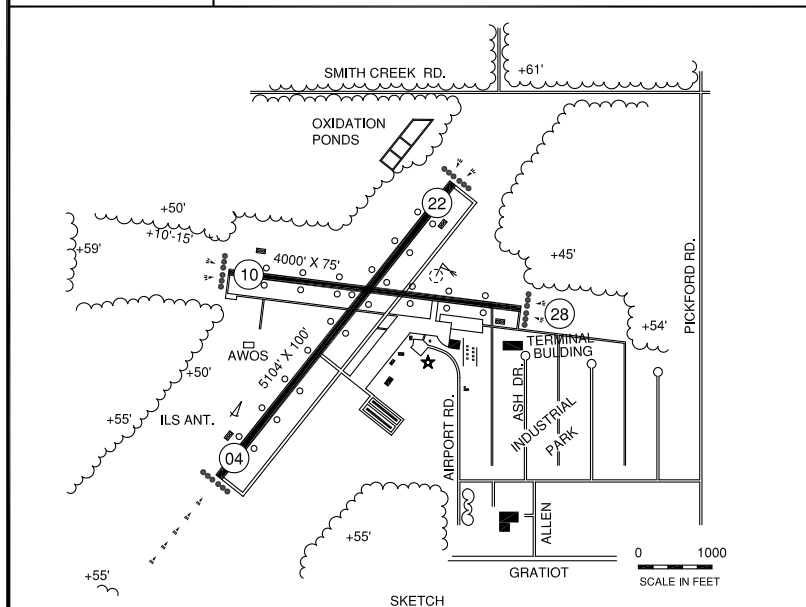 +61'
SMITH CREEK RD.
OXIDATION
PONDS
22
+50'
+10'-15'
+59'
4000' X 75'
10
+45'
PICKFORD RD.
28
+54'
TERMINAL
BULDING
AWOS
5104' X 100'
+50'
ASH DR.
INDUSTRIAL
PARK
+55'
ILS ANT.
AIRPORT RD.
04
+55'
ALLEN
0 1000
SCALE IN FEET
+55'
GRATIOT
SKETCH